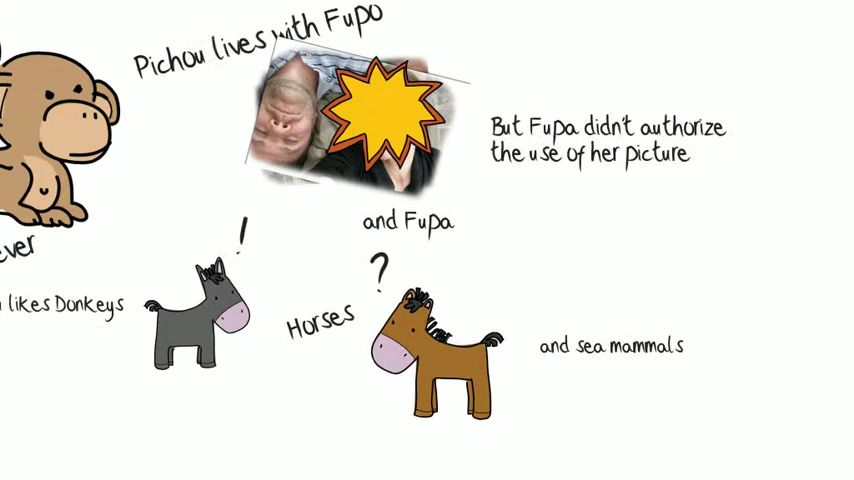 Pichou lives with Fupo
But Fupa didn't authorize
the use of her picture
and Fupa
ever
!
?
likes Donkeys
Horses
and sea mammals